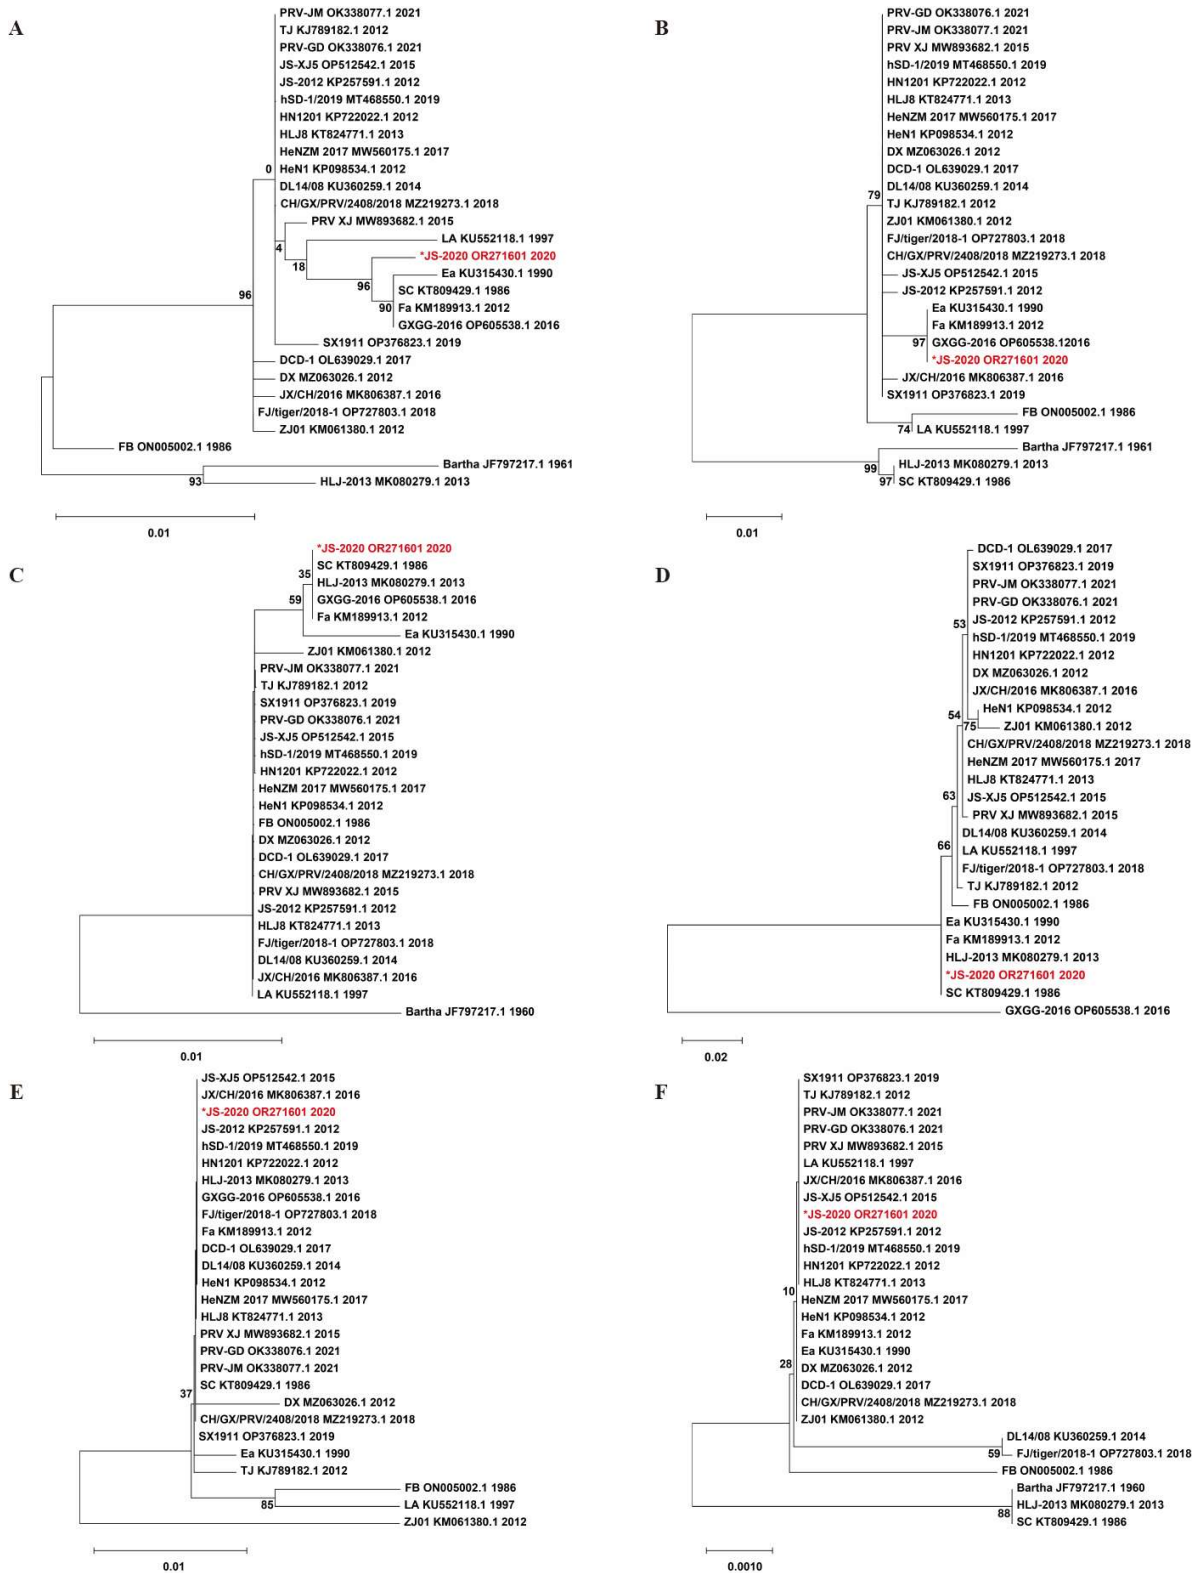 A
PRV-JM OK338077.1 2021
TJ KJ789182.1 2012
PRV-GD OK338076.1 2021
JS-XJ5 OP512542.1 2015
JS-2012 KP257591.1 2012
hSD-1/2019 MT468550.1 2019
HN1201 KP722022.1 2012
HLJ8 KT824771.1 2013
HeNZM 2017 MW560175.1 2017
0
HeN1 KP098534.1 2012
DL14/08 KU360259.1 2014
CH/GX/PRV/2408/2018 MZ219273.1 2018
PRV XJ MW893682.1 2015
4
LA KU552118.1 1997
18
*JS-2020 OR271601 2020
96
Ea KU315430.1 1990
SC KT809429.1 1986
96
90
Fa KM189913.1 2012
GXGG-2016 OP605538.1 2016
SX1911 OP376823.1 2019
DCD-1 OL639029.1 2017
DX MZ063026.1 2012
JX/CH/2016 MK806387.1 2016
FJ/tiger/2018-1 OP727803.1 2018
ZJ01 KM061380.1 2012
FB ON005002.1 1986
Bartha JF797217.1 1961
93
HLJ-2013 MK080279.1 2013
0.01
B
PRV-GD OK338076.1 2021
PRV-JM OK338077.1 2021
PRV XJ MW893682.1 2015
hSD-1/2019 MT468550.1 2019
HN1201 KP722022.1 2012
HLJ8 KT824771.1 2013
HeNZM 2017 MW560175.1 2017
HeN1 KP098534.1 2012
DX MZ063026.1 2012
DCD-1 OL639029.1 2017
DL14/08 KU360259.1 2014
79
TJ KJ789182.1 2012
ZJ01 KM061380.1 2012
FJ/tiger/2018-1 OP727803.1 2018
CH/GX/PRV/2408/2018 MZ219273.1 2018
JS-XJ5 OP512542.1 2015
JS-2012 KP257591.1 2012
Ea KU315430.1 1990
Fa KM189913.1 2012
97
GXGG-2016 OP605538.12016
*JS-2020 OR271601 2020
JX/CH/2016 MK806387.1 2016
SX1911 OP376823.1 2019
FB ON005002.1 1986
74
LA KU552118.1 1997
Bartha JF797217.1 1961
99
HLJ-2013 MK080279.1 2013
97
SC KT809429.1 1986
0.01
C
*JS-2020 OR271601 2020
SC KT809429.1 1986
35
HLJ-2013 MK080279.1 2013
59
GXGG-2016 OP605538.1 2016
Fa KM189913.1 2012
Ea KU315430.1 1990
ZJ01 KM061380.1 2012
PRV-JM OK338077.1 2021
TJ KJ789182.1 2012
SX1911 OP376823.1 2019
PRV-GD OK338076.1 2021
JS-XJ5 OP512542.1 2015
hSD-1/2019 MT468550.1 2019
HN1201 KP722022.1 2012
HeNZM 2017 MW560175.1 2017
HeN1 KP098534.1 2012
FB ON005002.1 1986
DX MZ063026.1 2012
DCD-1 OL639029.1 2017
CH/GX/PRV/2408/2018 MZ219273.1 2018
PRV XJ MW893682.1 2015
JS-2012 KP257591.1 2012
HLJ8 KT824771.1 2013
FJ/tiger/2018-1 OP727803.1 2018
DL14/08 KU360259.1 2014
JX/CH/2016 MK806387.1 2016
LA KU552118.1 1997
Bartha JF797217.1 1960
0.01
D
DCD-1 OL639029.1 2017
SX1911 OP376823.1 2019
PRV-JM OK338077.1 2021
PRV-GD OK338076.1 2021
53
JS-2012 KP257591.1 2012
hSD-1/2019 MT468550.1 2019
HN1201 KP722022.1 2012
DX MZ063026.1 2012
JX/CH/2016 MK806387.1 2016
54
HeN1 KP098534.1 2012
75
ZJ01 KM061380.1 2012
CH/GX/PRV/2408/2018 MZ219273.1 2018
HeNZM 2017 MW560175.1 2017
HLJ8 KT824771.1 2013
63
JS-XJ5 OP512542.1 2015
PRV XJ MW893682.1 2015
DL14/08 KU360259.1 2014
66
LA KU552118.1 1997
FJ/tiger/2018-1 OP727803.1 2018
TJ KJ789182.1 2012
FB ON005002.1 1986
Ea KU315430.1 1990
Fa KM189913.1 2012
HLJ-2013 MK080279.1 2013
*JS-2020 OR271601 2020
SC KT809429.1 1986
GXGG-2016 OP605538.1 2016
0.02
E
JS-XJ5 OP512542.1 2015
JX/CH/2016 MK806387.1 2016
*JS-2020 OR271601 2020
JS-2012 KP257591.1 2012
hSD-1/2019 MT468550.1 2019
HN1201 KP722022.1 2012
HLJ-2013 MK080279.1 2013
GXGG-2016 OP605538.1 2016
FJ/tiger/2018-1 OP727803.1 2018
Fa KM189913.1 2012
DCD-1 OL639029.1 2017
DL14/08 KU360259.1 2014
HeN1 KP098534.1 2012
HeNZM 2017 MW560175.1 2017
HLJ8 KT824771.1 2013
PRV XJ MW893682.1 2015
PRV-GD OK338076.1 2021
PRV-JM OK338077.1 2021
SC KT809429.1 1986
37
DX MZ063026.1 2012
CH/GX/PRV/2408/2018 MZ219273.1 2018
SX1911 OP376823.1 2019
Ea KU315430.1 1990
TJ KJ789182.1 2012
FB ON005002.1 1986
85
LA KU552118.1 1997
ZJ01 KM061380.1 2012
0.01
F
SX1911 OP376823.1 2019
TJ KJ789182.1 2012
PRV-JM OK338077.1 2021
PRV-GD OK338076.1 2021
PRV XJ MW893682.1 2015
LA KU552118.1 1997
JX/CH/2016 MK806387.1 2016
JS-XJ5 OP512542.1 2015
*JS-2020 OR271601 2020
JS-2012 KP257591.1 2012
hSD-1/2019 MT468550.1 2019
HN1201 KP722022.1 2012
HLJ8 KT824771.1 2013
10
HeNZM 2017 MW560175.1 2017
HeN1 KP098534.1 2012
Fa KM189913.1 2012
Ea KU315430.1 1990
28
DX MZ063026.1 2012
DCD-1 OL639029.1 2017
CH/GX/PRV/2408/2018 MZ219273.1 2018
ZJ01 KM061380.1 2012
DL14/08 KU360259.1 2014
59
FJ/tiger/2018-1 OP727803.1 2018
FB ON005002.1 1986
Bartha JF797217.1 1960
HLJ-2013 MK080279.1 2013
88
SC KT809429.1 1986
0.0010